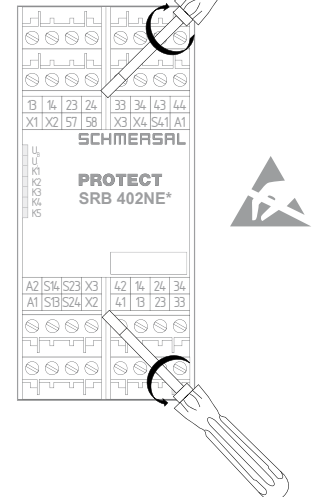 13 14 23 24 33 34 43 44
X1 X2 57 58 X3 X4 S41 A1
SCHMERSAL
UB
Ui
K1
K2
K3
K4
K5
PROTECT
SRB 402NE*
A2 S14 S23 X3 42 14 24 34
A1 S13 S24 X2 41 13 23 33